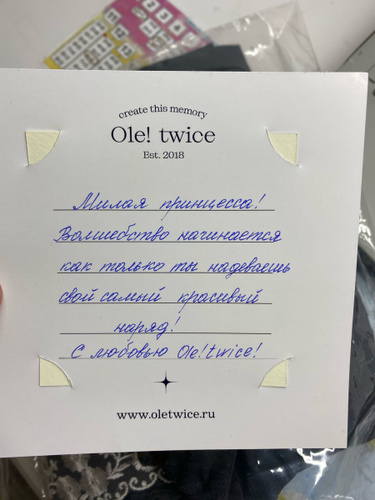 create this memory
Ole! twice
Est. 2018
Милая принцесса!
Волшебство начинается
как только ты надеваешь
свой самый красивый
наряд!
С любовью Ole! twice!
www.oletwice.ru